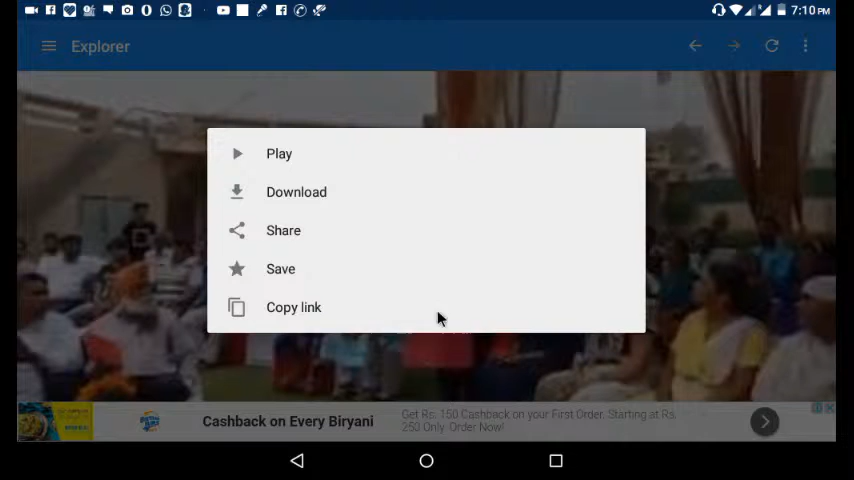 7:10 PM
Explorer
Play
Download
Share
Save
Copy link
Cashback on Every Biryani
Get Rs. 150 Cashback on your First Order. Starting at Rs.
250 Only. Order Now!